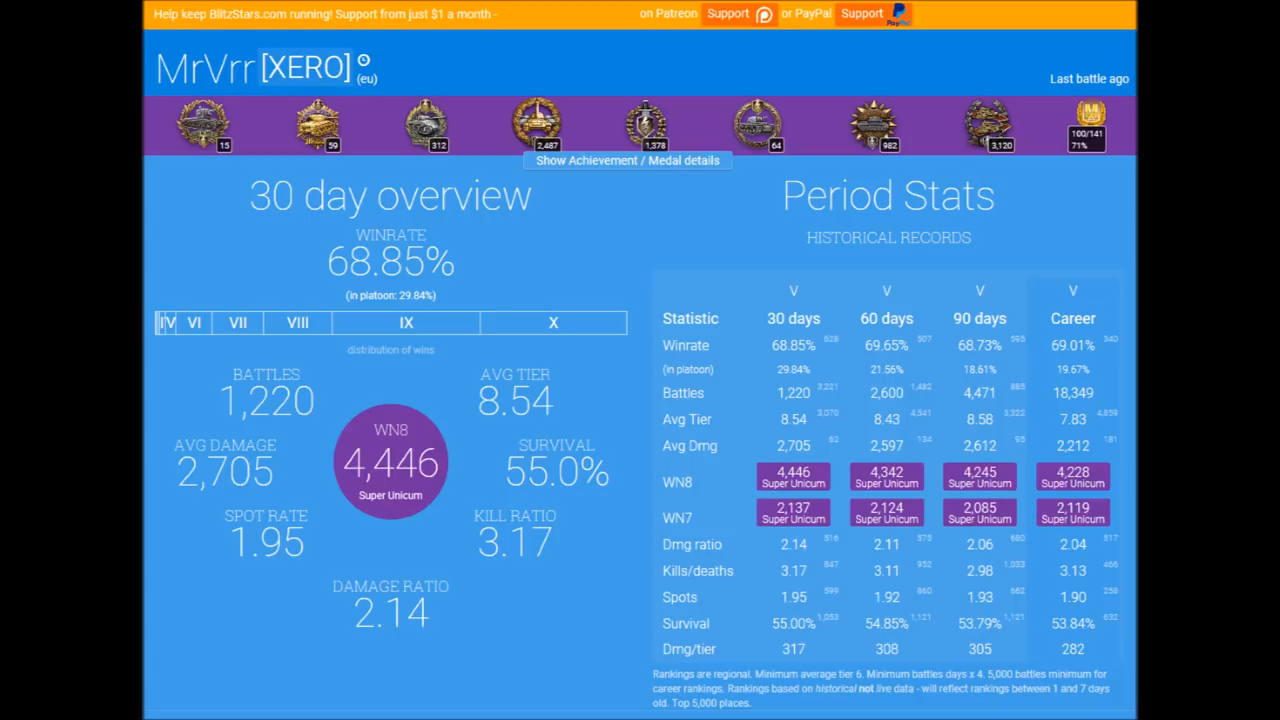 Help keep BlitzStars.com running! Support from just $1 a month - on Patreon Support or PayPal Support PayPal
MrVrr [XERO] (eu)
Last battle ago
15 59 312 2,487 1,378 64 982 3,120 100/141 71%
Show Achievement / Medal details
30 day overview
WINRATE
68.85%
(in platoon: 29.84%)
IV VI VII VIII IX X
distribution of wins
BATTLES
1,220
AVG TIER
8.54
AVG DAMAGE
2,705
WN8
4,446
Super Unicum
SURVIVAL
55.0%
SPOT RATE
1.95
KILL RATIO
3.17
DAMAGE RATIO
2.14
Period Stats
HISTORICAL RECORDS
V V V V
Statistic 30 days 60 days 90 days Career
Winrate 68.85% 628 69.65% 507 68.73% 595 69.01% 340
(in platoon) 29.84% 21.56% 18.61% 19.67%
Battles 1,220 3,221 2,600 1,482 4,471 885 18,349
Avg Tier 8.54 3,070 8.43 4,541 8.58 3,322 7.83 4,859
Avg Dmg 2,705 62 2,597 134 2,612 95 2,212 181
WN8 4,446 Super Unicum 4,342 Super Unicum 4,245 Super Unicum 4,228 Super Unicum
WN7 2,137 Super Unicum 2,124 Super Unicum 2,085 Super Unicum 2,119 Super Unicum
Dmg ratio 2.14 516 2.11 575 2.06 680 2.04 517
Kills/deaths 3.17 847 3.11 952 2.98 1,033 3.13 466
Spots 1.95 599 1.92 860 1.93 662 1.90 258
Survival 55.00% 1,053 54.85% 1,121 53.79% 1,121 53.84% 632
Dmg/tier 317 308 305 282
Rankings are regional. Minimum average tier 6. Minimum battles days x 4. 5,000 battles minimum for
career rankings. Rankings based on historical not live data - will reflect rankings between 1 and 7 days
old. Top 5,000 places.